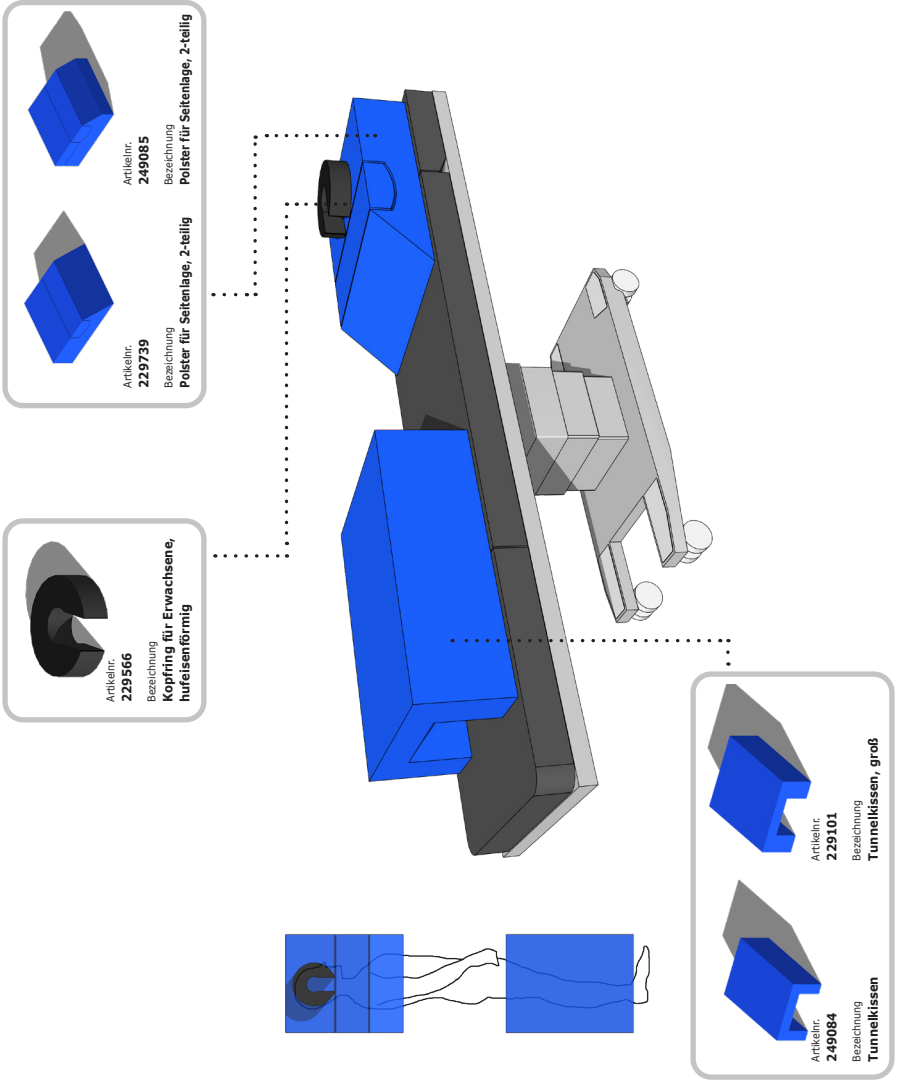 Artikelnr.
229566
Bezeichnung
Kopfring für Erwachsene,
hufeisenförmig
Artikelnr.
229739
Bezeichnung
Polster für Seitenlage, 2-teilig
Artikelnr.
249085
Bezeichnung
Polster für Seitenlage, 2-teilig
Artikelnr.
249084
Bezeichnung
Tunnelkissen
Artikelnr.
229101
Bezeichnung
Tunnelkissen, groß